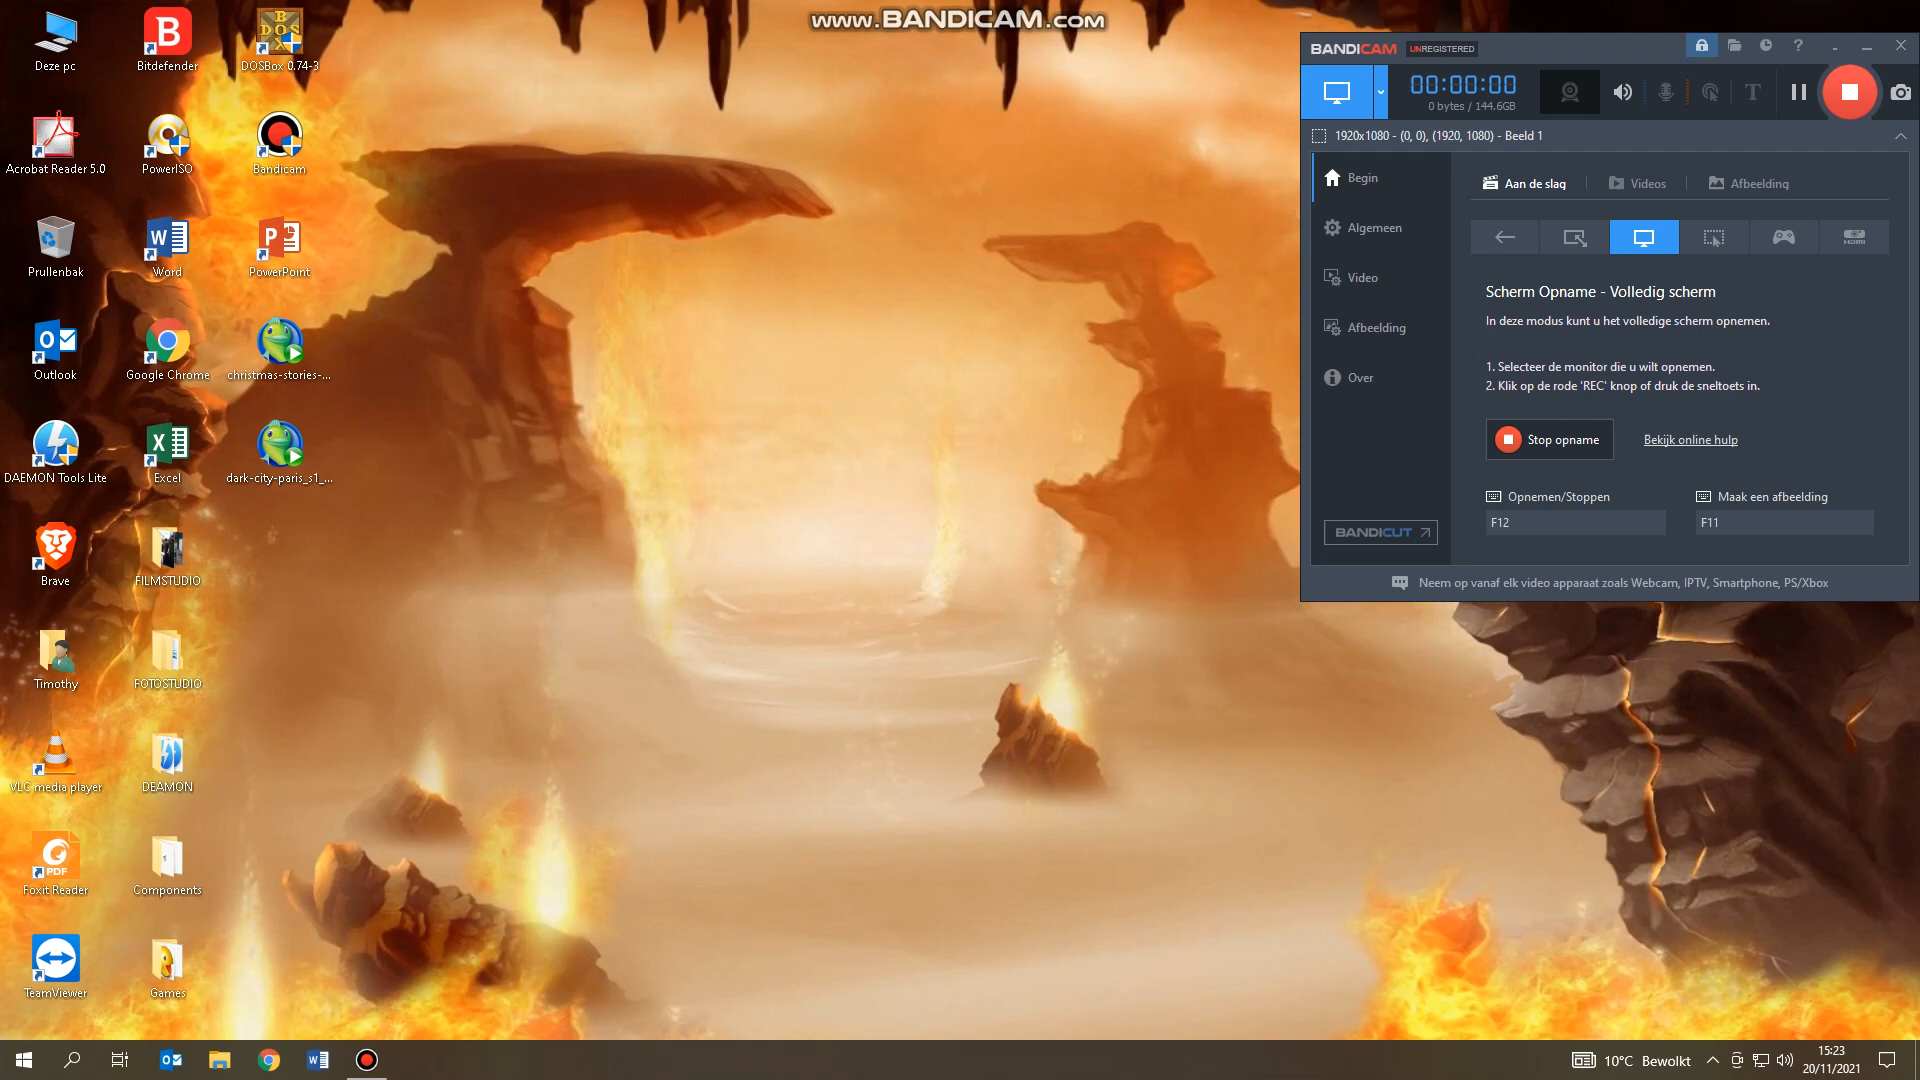 www.BANDICAM.com
Deze pc
Bitdefender
DOSBox 0.74-3
Acrobat Reader 5.0
PowerISO
Bandicam
Prullenbak
Word
PowerPoint
Outlook
Google Chrome
christmas-stories-...
DAEMON Tools Lite
Excel
dark-city-paris_s1_...
Brave
FILMSTUDIO
Timothy
FOTOSTUDIO
VLC media player
DEAMON
Foxit Reader
Components
TeamViewer
Games
BANDICAM UNREGISTERED
00:00:00
0 bytes / 144.6GB
1920x1080 - (0, 0), (1920, 1080) - Beeld 1
Begin
Algemeen
Video
Afbeelding
Over
BANDICUT
Aan de slag
Videos
Afbeelding
HDMI
Scherm Opname - Volledig scherm
In deze modus kunt u het volledige scherm opnemen.
1. Selecteer de monitor die u wilt opnemen.
2. Klik op de rode 'REC' knop of druk de sneltoets in.
Stop opname
Bekijk online hulp
Opnemen/Stoppen
Maak een afbeelding
F12
F11
Neem op vanaf elk video apparaat zoals Webcam, IPTV, Smartphone, PS/Xbox
10°C Bewolkt
15:23
20/11/2021